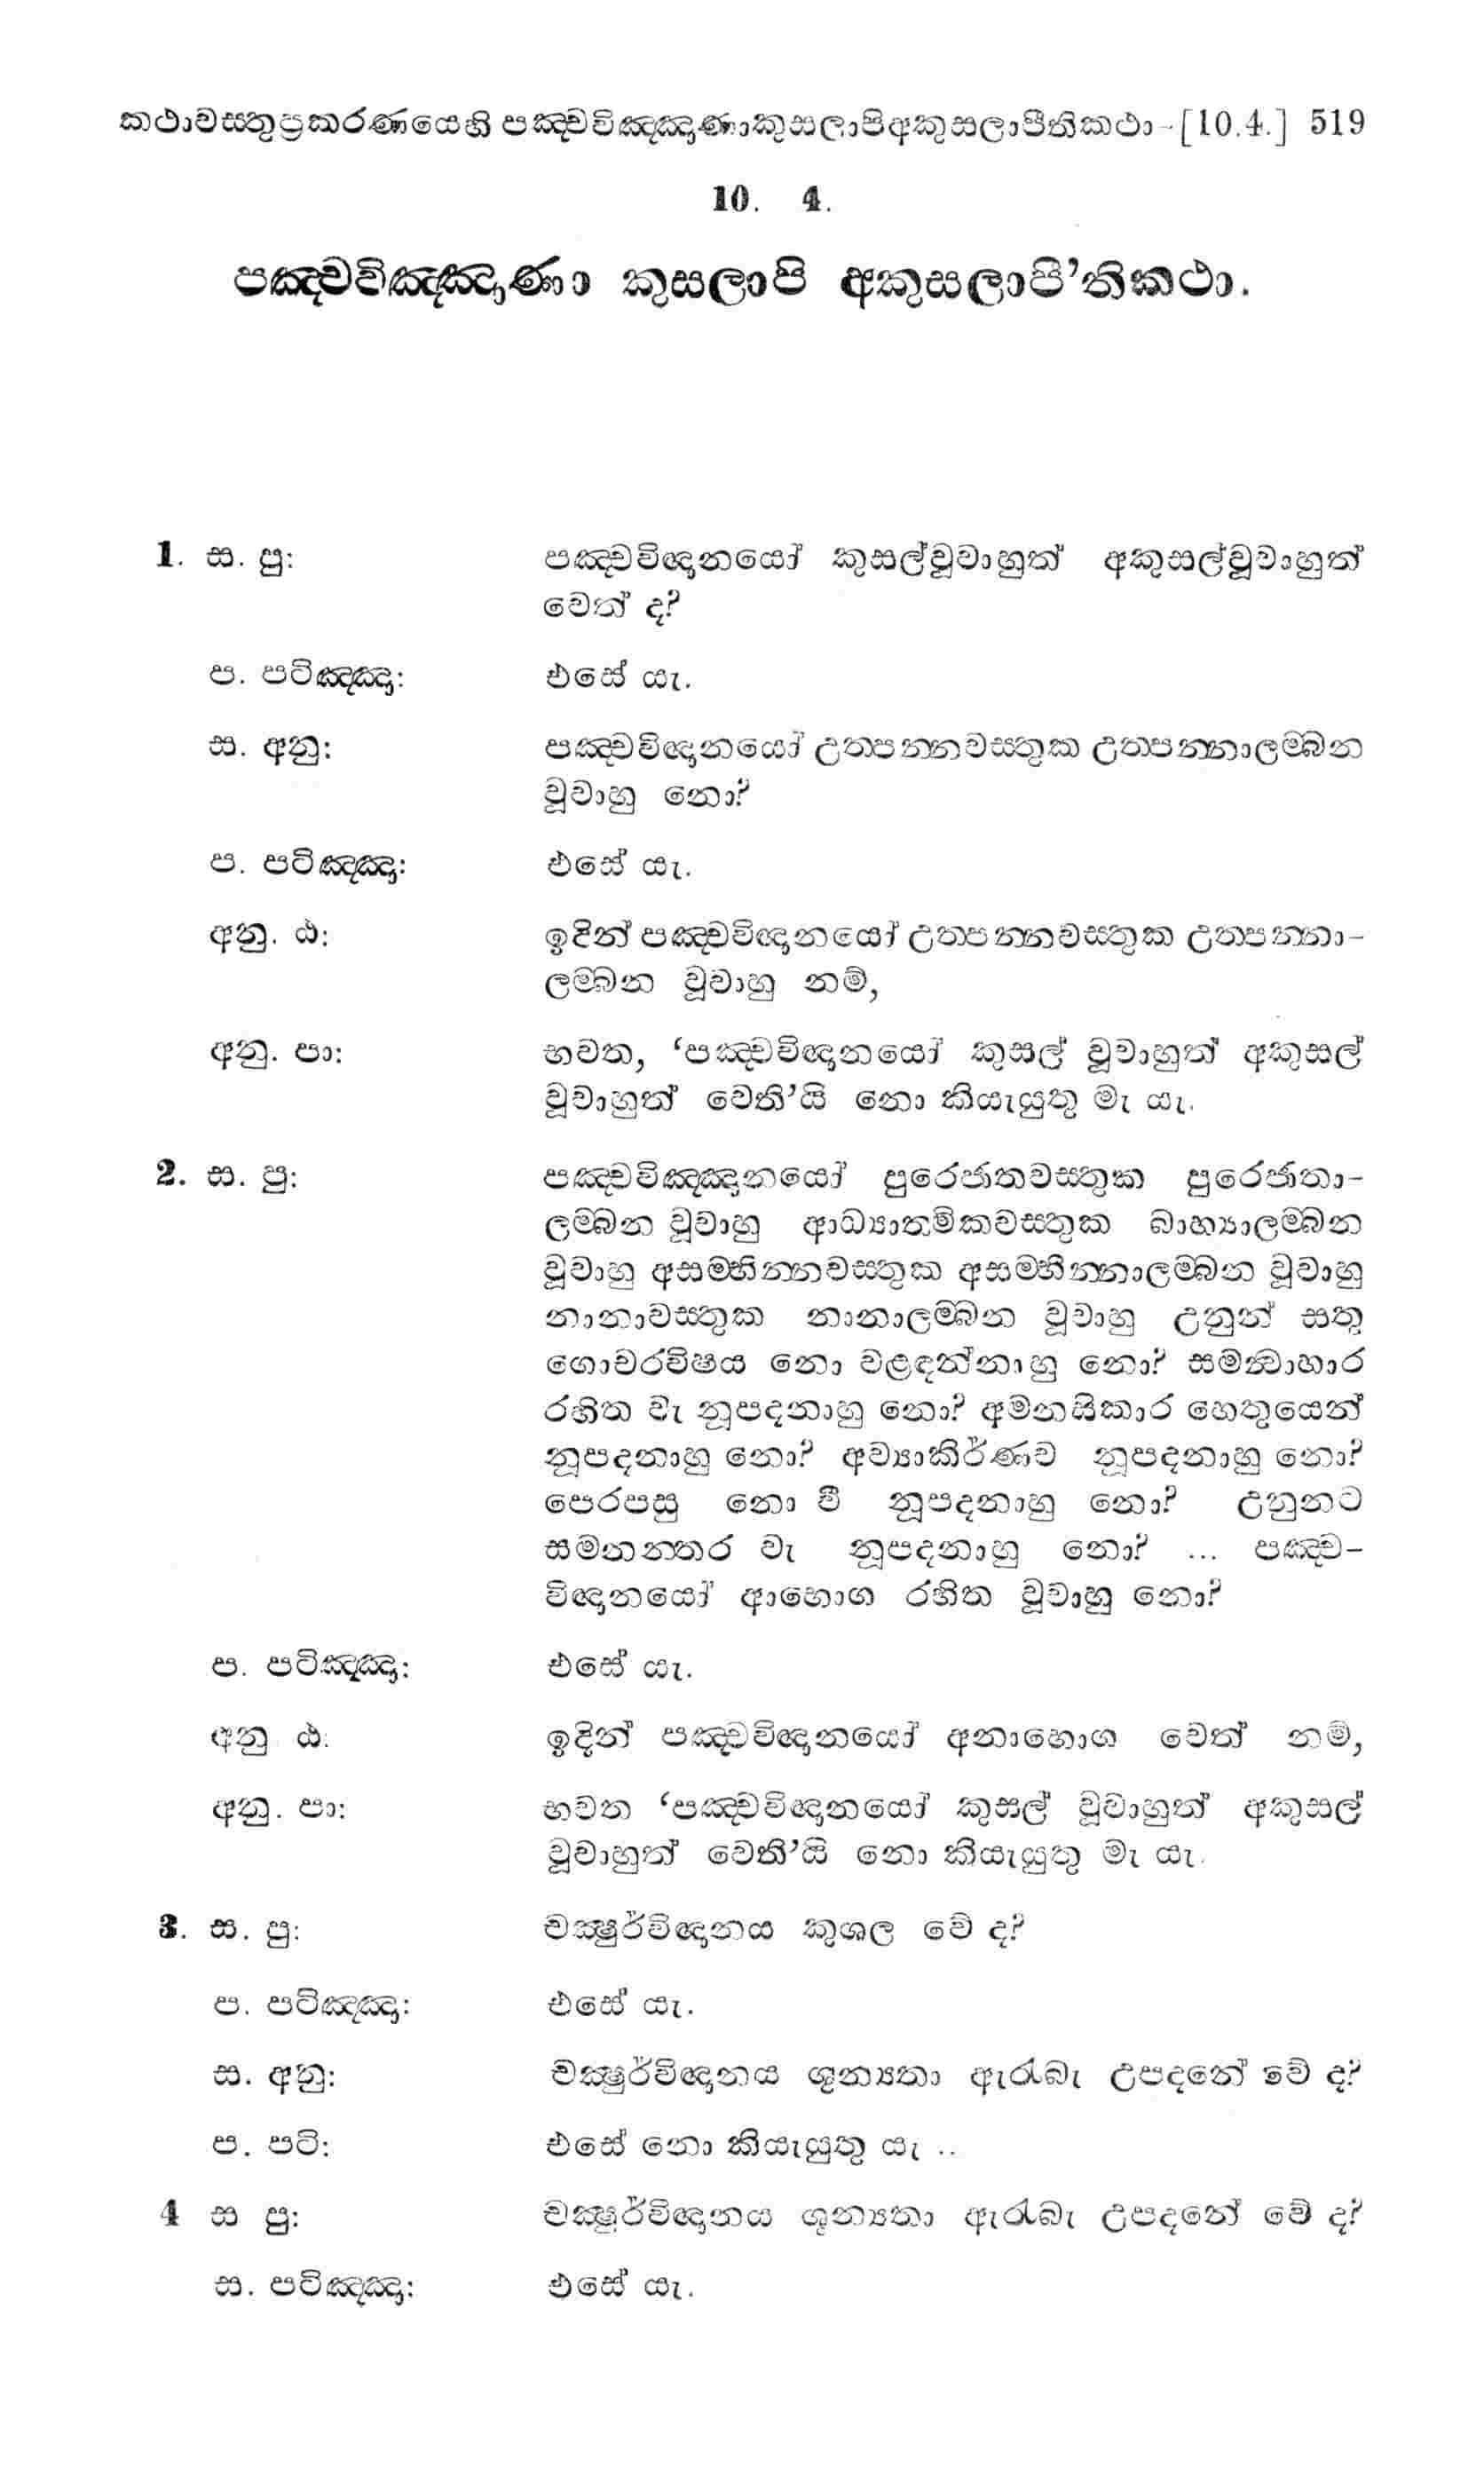 කථාවස්තුප්‍රකරණයෙහි පඤ්චවිඤ්ඤාණාකුසලාපිඅකුසලාපීතිකථා-[10.4.] 519
10. 4.
පඤ්චවිඤ්ඤාණා කුසලාපි අකුසලාපී’තිකථා.
1. ස. පු: පඤ්චවිඥානයෝ කුසල්වූවාහුත් අකුසල්වූවාහුත්
වෙත් ද?
ප. පටිඤ්ඤා: එසේ යැ.
ස. අනු: පඤ්චවිඥානයෝ උත්පන්නවස්තුක උත්පන්නාලම්බන
වූවාහු නො?
ප. පටිඤ්ඤා: එසේ යැ.
අනු. ඨ: ඉදින් පඤ්චවිඥානයෝ උත්පන්නවස්තුක උත්පන්නා-
ලම්බන වූවාහු නම්,
අනු. පා: භවත, ‘පඤ්චවිඥානයෝ කුසල් වූවාහුත් අකුසල්
වූවාහුත් වෙති’යි නො කියැයුතු මැ යැ.
2. ස. පු: පඤ්චවිඤ්ඤානයෝ පුරෙජාතවස්තුක පුරෙජාතා-
ලම්බන වූවාහු ආධ්‍යාත්මිකවස්තුක බාහ්‍යාලම්බන
වූවාහු අසම්භින්නවස්තුක අසම්භින්නාලම්බන වූවාහු
නානාවස්තුක නානාලම්බන වූවාහු උනුන් සතු
ගොචරවිෂය නො වළඳන්නාහු නො? සමන්වාහාර
රහිත වැ නූපදනාහු නො? අමනසිකාර හෙතුයෙන්
නූපදනාහු නො? අව්‍යාකීර්ණව නූපදනාහු නො?
පෙරපසු නො වී නූපදනාහු නො? උනුනට
සමනන්තර වැ නූපදනාහු නො? ... පඤ්ච-
විඥානයෝ ආභොග රහිත වූවාහු නො?
ප. පටිඤ්ඤා: එසේ යැ.
අනු ඨ: ඉදින් පඤ්චවිඥානයෝ අනාභොග වෙත් නම්,
අනු. පා: භවත ‘පඤ්චවිඥානයෝ කුසල් වූවාහුත් අකුසල්
වූවාහුත් වෙති’යි නො කියැයුතු මැ යැ.
3. ස. පු: චක්‍ෂුර්විඥානය කුශල වේ ද?
ප. පටිඤ්ඤා: එසේ යැ.
ස. අනු: චක්‍ෂුර්විඥානය ශූන්‍යතා ඇරැබැ උපදනේ වේ ද?
ප. පටි: එසේ නො කියැයුතු යැ ..
4 ස පු: චක්‍ෂුර්විඥානය ශූන්‍යතා ඇරැබැ උපදනේ වේ ද?
ස. පටිඤ්ඤා: එසේ යැ.